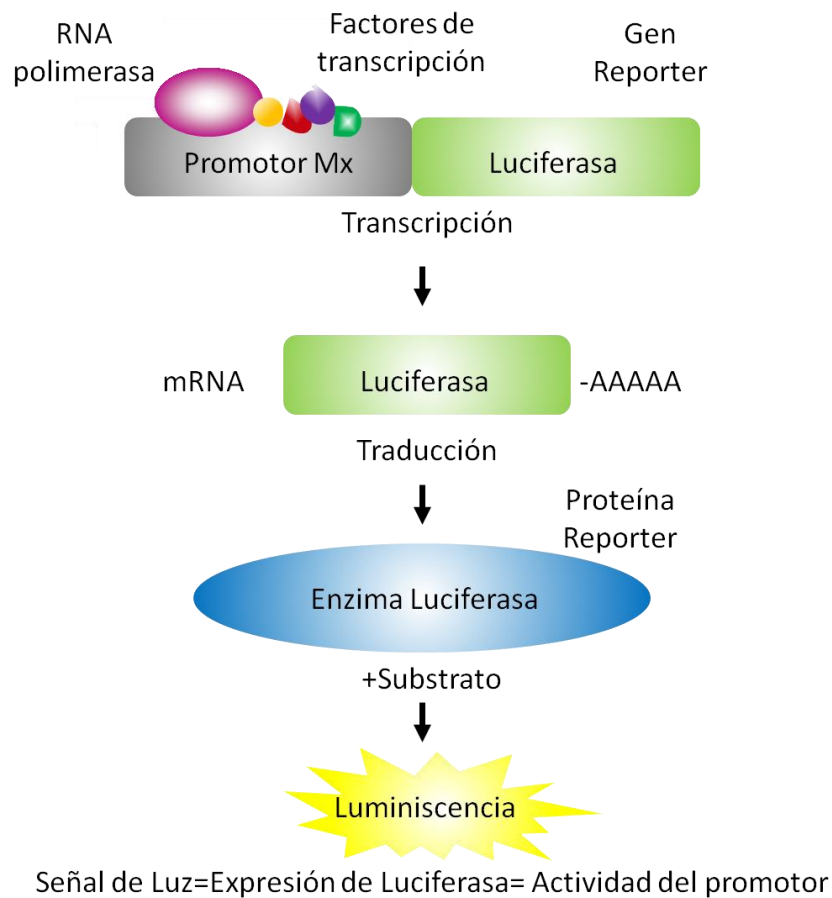 RNA
polimerasa
Factores de
transcripción
Gen
Reporter
Promotor Mx
Luciferasa
Transcripción
mRNA
Luciferasa
-AAAAA
Traducción
Proteína
Reporter
Enzima Luciferasa
+Substrato
Luminiscencia
Señal de Luz=Expresión de Luciferasa= Actividad del promotor